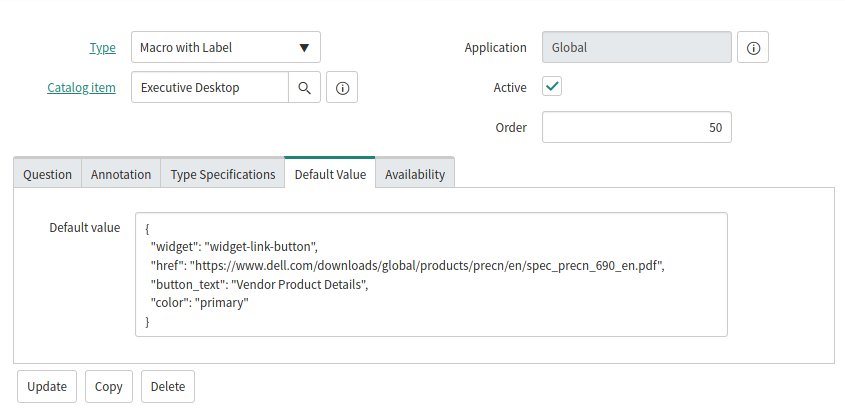 Type
Macro with Label
Application
Global
Catalog item
Executive Desktop
Active
Order
50
Question
Annotation
Type Specifications
Default Value
Availability
Default value
{
"widget": "widget-link-button",
"href": "https://www.dell.com/downloads/global/products/precn/en/spec_precn_690_en.pdf",
"button_text": "Vendor Product Details",
"color": "primary"
}
Update
Copy
Delete